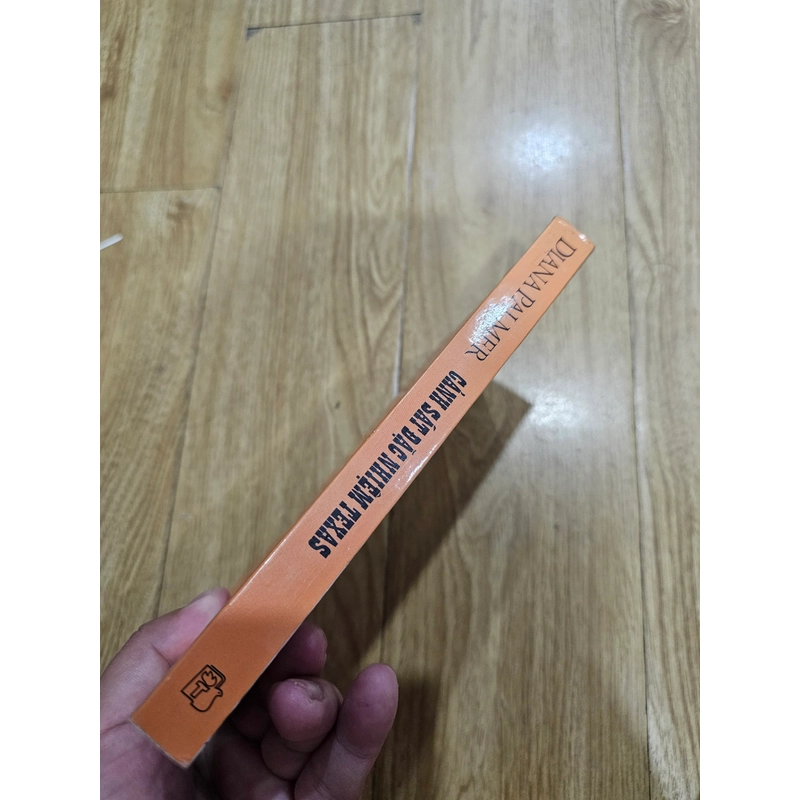 DIANA PALMER
CẢNH SÁT ĐẶC NHIỆM TEXAS